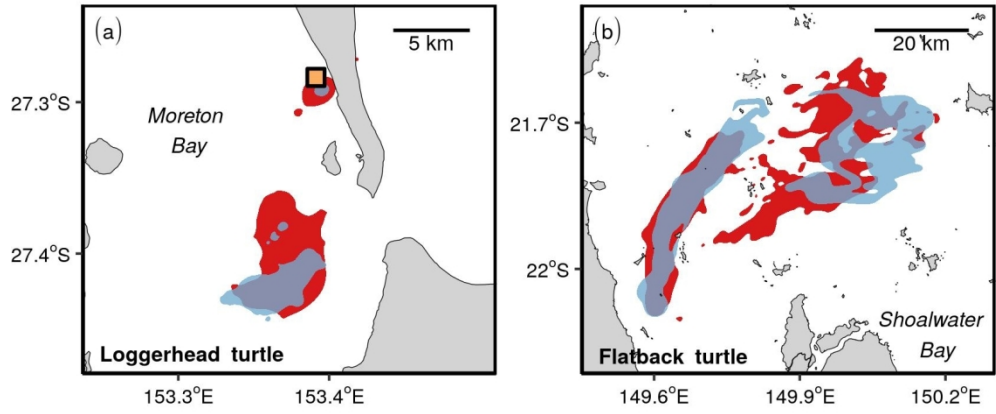 (a)
5 km
Moreton
Bay
27.3°S
27.4°S
Loggerhead turtle
153.3°E
153.4°E
(b)
20 km
21.7°S
22°S
Flatback turtle
Shoalwater
Bay
149.6°E
149.9°E
150.2°E